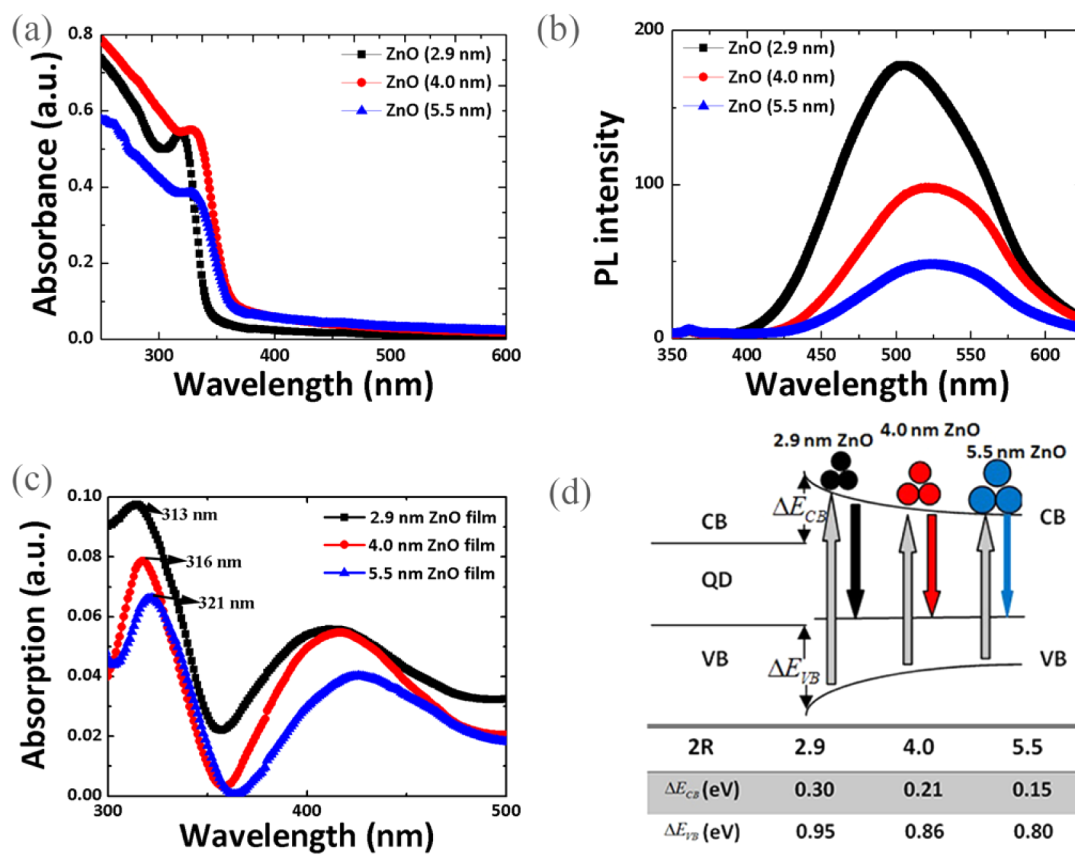 (a)
0.8
0.6
0.4
0.2
0.0
Absorbance (a.u.)
ZnO (2.9 nm)
ZnO (4.0 nm)
ZnO (5.5 nm)
300 400 500 600
Wavelength (nm)
(b)
200
100
0
PL intensity
ZnO (2.9 nm)
ZnO (4.0 nm)
ZnO (5.5 nm)
350 400 450 500 550 600
Wavelength (nm)
(c)
0.10
0.08
0.06
0.04
0.02
0.00
Absorption (a.u.)
313 nm
316 nm
321 nm
2.9 nm ZnO film
4.0 nm ZnO film
5.5 nm ZnO film
300 400 500
Wavelength (nm)
(d)
2.9 nm ZnO
4.0 nm ZnO
5.5 nm ZnO
CB ΔE_CB CB
QD
VB ΔE_VB VB
2R 2.9 4.0 5.5
ΔE_CB (eV) 0.30 0.21 0.15
ΔE_VB (eV) 0.95 0.86 0.80